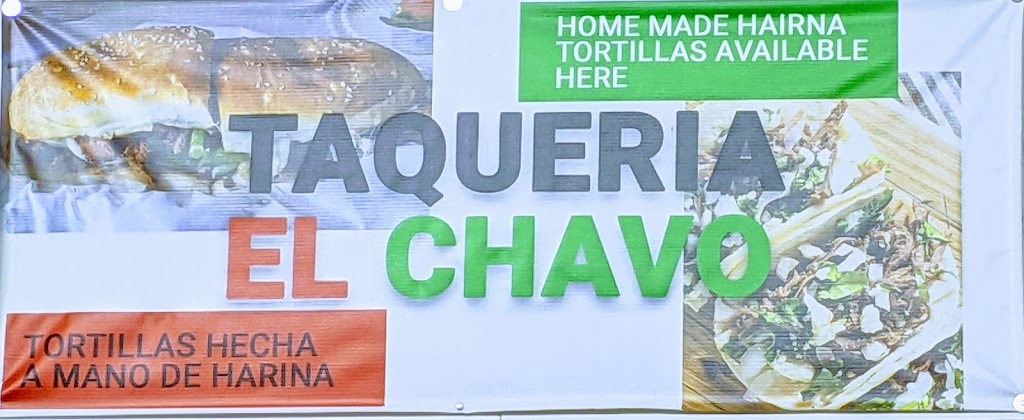 HOME MADE HAIRNA
TORTILLAS AVAILABLE
HERE
TAQUERIA
EL CHAVO
TORTILLAS HECHA
A MANO DE HARINA